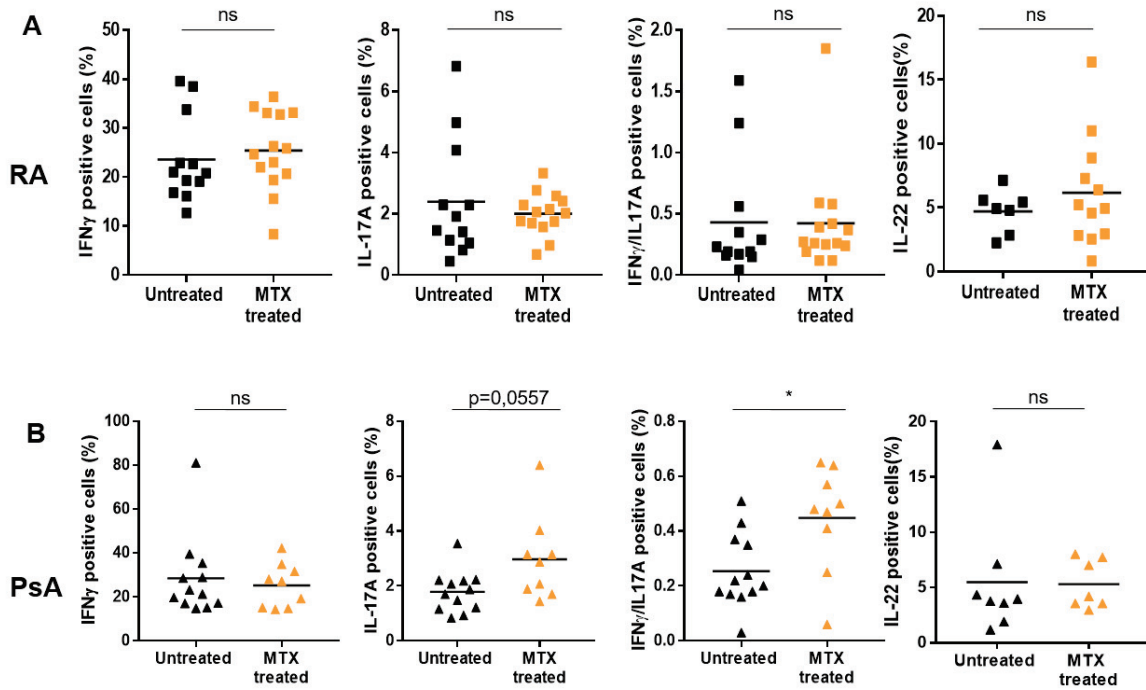 A
RA
ns
IFNγ positive cells (%)
50
40
30
20
10
0
Untreated
MTX
treated
ns
IL-17A positive cells (%)
8
6
4
2
0
Untreated
MTX
treated
ns
IFNγ/IL17A positive cells (%)
2.0
1.5
1.0
0.5
0.0
Untreated
MTX
treated
ns
IL-22 positive cells(%)
20
15
10
5
0
Untreated
MTX
treated
B
PsA
ns
IFNγ positive cells (%)
100
80
60
40
20
0
Untreated
MTX
treated
p=0,0557
IL-17A positive cells (%)
8
6
4
2
0
Untreated
MTX
treated
*
IFNγ/IL17A positive cells (%)
0.8
0.6
0.4
0.2
0.0
Untreated
MTX
treated
ns
IL-22 positive cells(%)
20
15
10
5
0
Untreated
MTX
treated